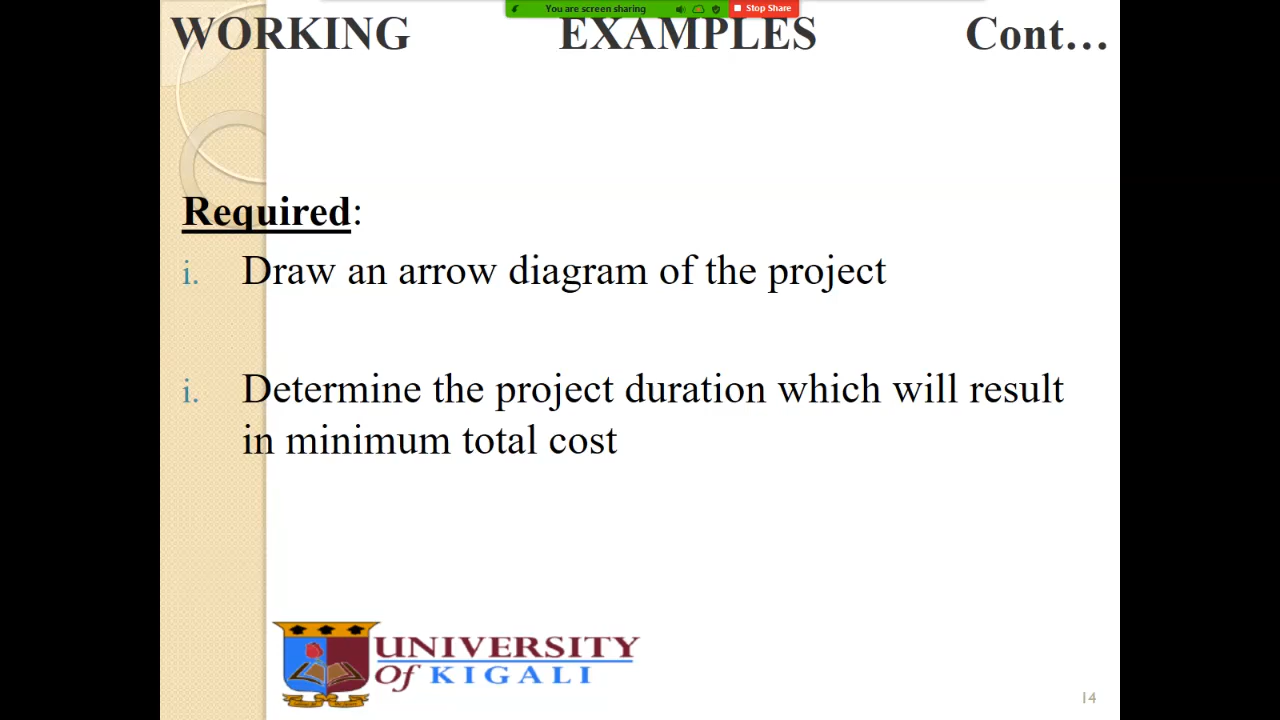 You are screen sharing
Stop Share
WORKING EXAMPLES Cont…
Required:
i. Draw an arrow diagram of the project
i. Determine the project duration which will result
in minimum total cost
UNIVERSITY
Of KIGALI
14